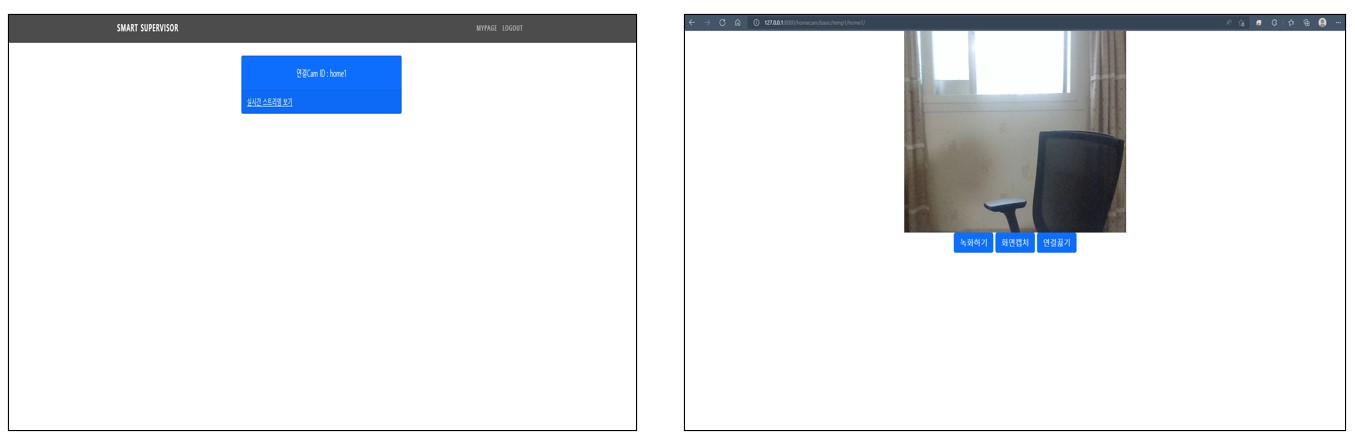 SMART SUPERVISOR
MYPAGE LOGOUT
연결Cam ID : home1
실시간 스트리밍 보기
127.0.0.1:8000/homecam/basic/temp1/home1/
녹화하기 화면캡처 연결끊기